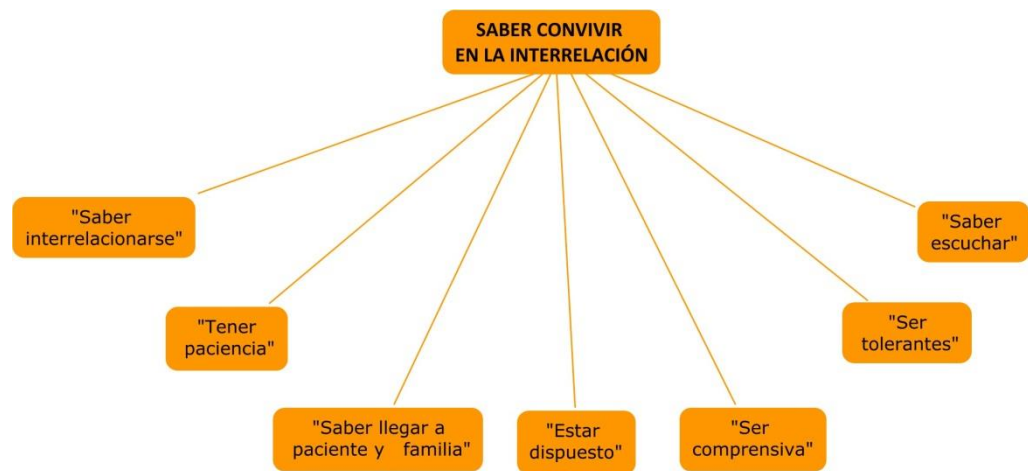 SABER CONVIVIR
EN LA INTERRELACIÓN
"Saber
interrelacionarse"
"Tener
paciencia"
"Saber llegar a
paciente y familia"
"Estar
dispuesto"
"Ser
comprensiva"
"Ser
tolerantes"
"Saber
escuchar"